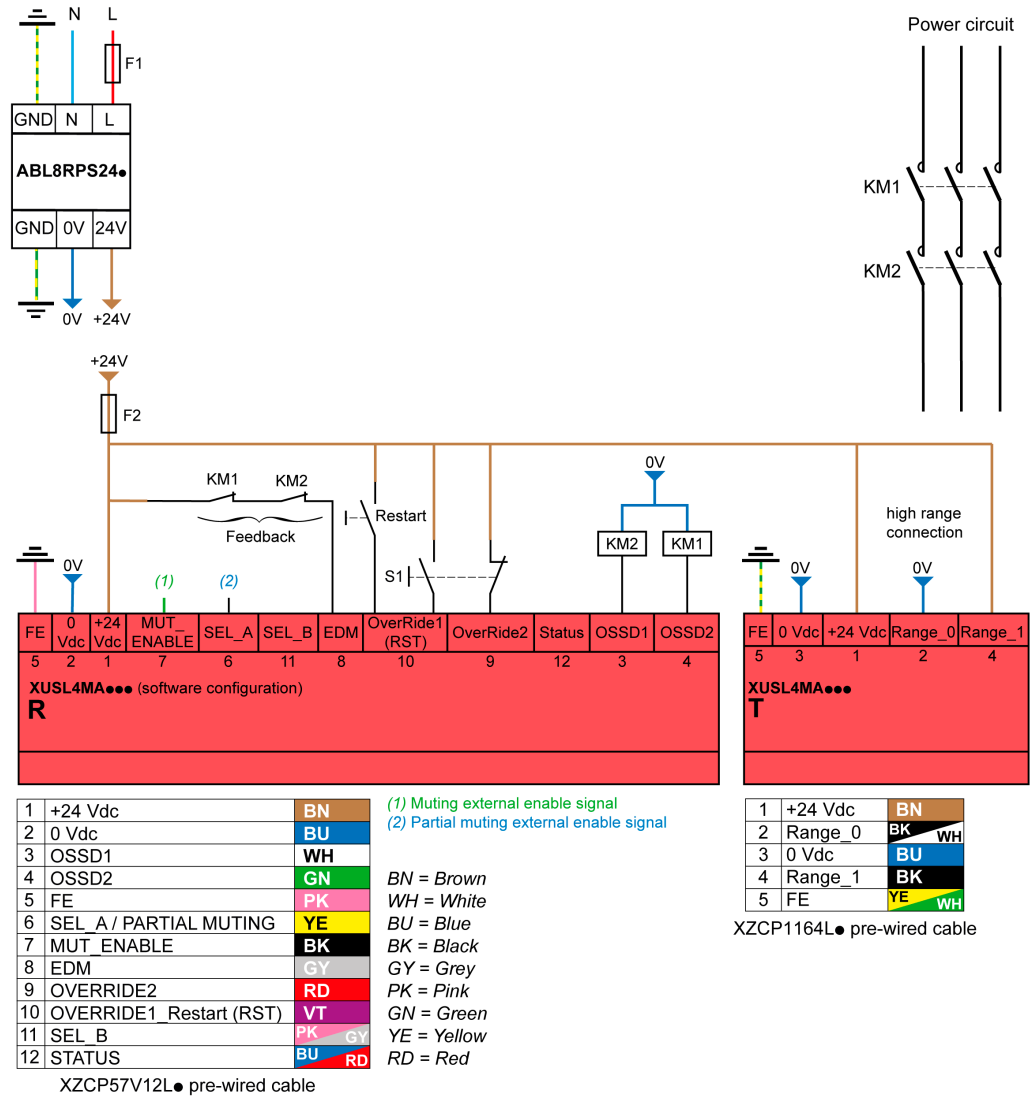 N L
Power circuit
F1
GND N L
ABL8RPS24●
GND 0V 24V
0V +24V
KM1
KM2
+24V
F2
KM1 KM2
Feedback
Restart
S1
0V
KM2 KM1
high range
connection
0V
(1) (2)
0V 0V
FE 0 Vdc +24 Vdc MUT_ENABLE SEL_A SEL_B EDM OverRide1 (RST) OverRide2 Status OSSD1 OSSD2
5 2 1 7 6 11 8 10 9 12 3 4
XUSL4MA●●● (software configuration)
R
FE 0 Vdc +24 Vdc Range_0 Range_1
5 3 1 2 4
XUSL4MA●●●
T
1 +24 Vdc BN
2 0 Vdc BU
3 OSSD1 WH
4 OSSD2 GN
5 FE PK
6 SEL_A / PARTIAL MUTING YE
7 MUT_ENABLE BK
8 EDM GY
9 OVERRIDE2 RD
10 OVERRIDE1_Restart (RST) VT
11 SEL_B PK GY
12 STATUS BU RD
XZCP57V12L● pre-wired cable
(1) Muting external enable signal
(2) Partial muting external enable signal
BN = Brown
WH = White
BU = Blue
BK = Black
GY = Grey
PK = Pink
GN = Green
YE = Yellow
RD = Red
1 +24 Vdc BN
2 Range_0 BK WH
3 0 Vdc BU
4 Range_1 BK
5 FE YE WH
XZCP1164L● pre-wired cable